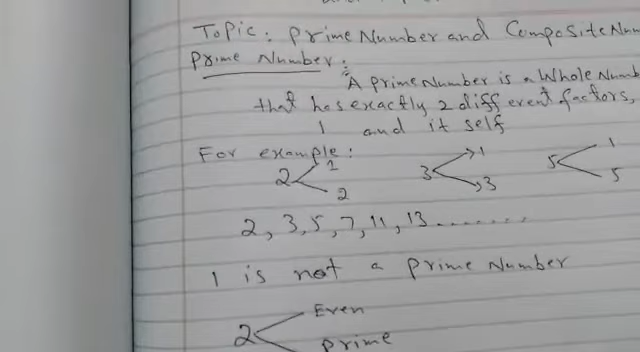 Topic: Prime Number and Composite Num
Prime Number:
A Prime Number is a Whole Numb
that has exactly 2 different factors,
1 and it self
For example:
2 1 2 3 1 3 5 1 5
2, 3, 5, 7, 11, 13.......
1 is not a Prime Number
2 Even Prime